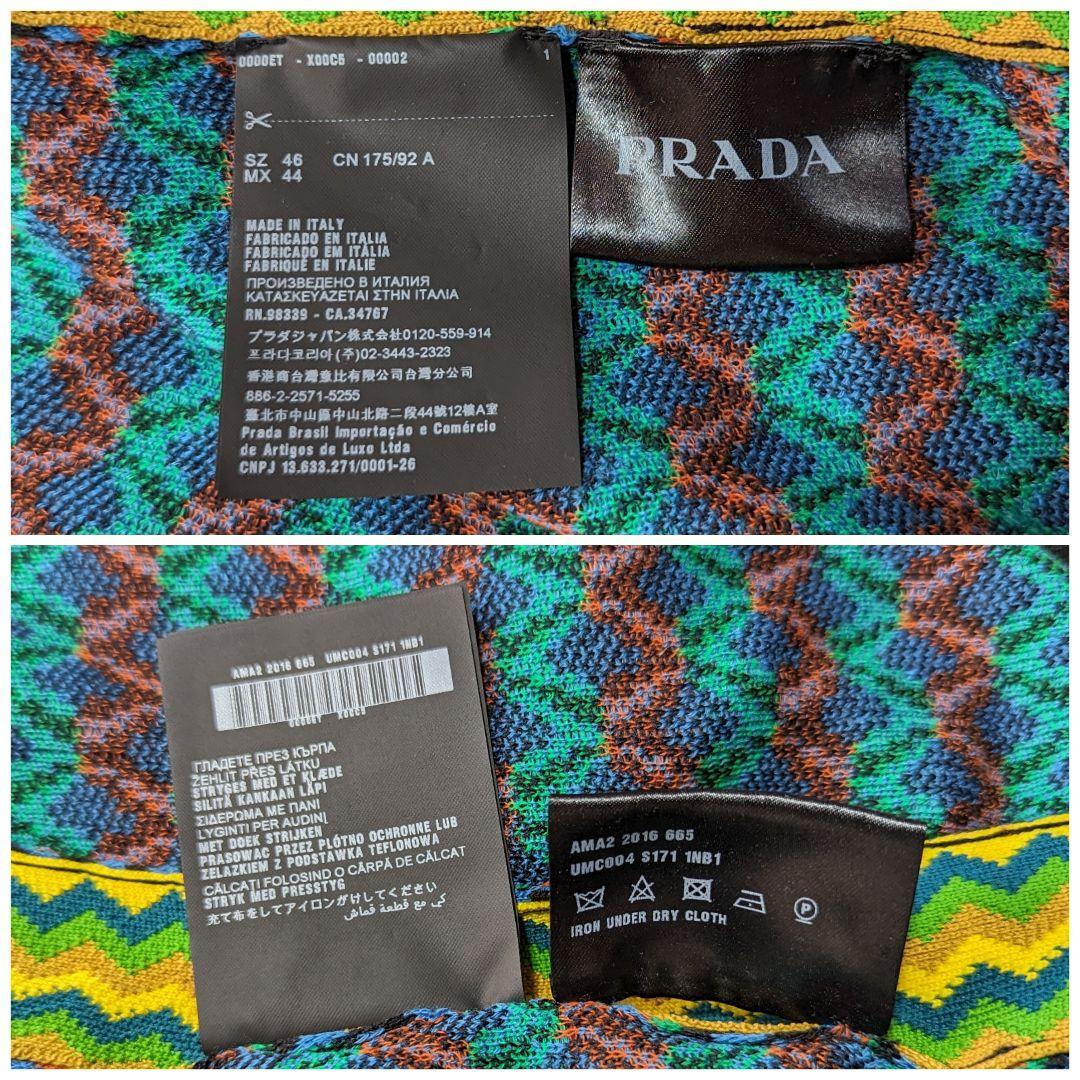 0000ET - X00C5 - 00002 1
SZ 46 CN 175/92 A
MX 44
MADE IN ITALY
FABRICADO EN ITALIA
FABRICADO EM ITALIA
FABRIQUÉ EN ITALIE
ПРОИЗВЕДЕНО В ИТАЛИЯ
ΚΑΤΑΣΚΕΥΑΖΕΤΑΙ ΣΤΗΝ ΙΤΑΛΙΑ
RN.98339 - CA.34767
プラダジャパン株式会社0120-559-914
프라다코리아(주)02-3443-2323
香港商台灣意比有限公司台灣分公司
886-2-2571-5255
臺北市中山區中山北路二段44號12樓A室
Prada Brasil Importação e Comércio
de Artigos de Luxo Ltda
CNPJ 13.633.271/0001-26
PRADA
AMA2 2016 665 UMC004 S171 1NB1
0000ET X00C5
ГЛАДЕТЕ ПРЕЗ КЪРПА
ŽEHLIT PŘES LÁTKU
STRYGES MED ET KLÆDE
SILITÄ KANKAAN LÄPI
ΣΙΔΕΡΩΜΑ ΜΕ ΠΑΝΙ
LYGINTI PER AUDINĮ
MET DOEK STRIJKEN
PRASOWAĆ PRZEZ PŁÓTNO OCHRONNE LUB
ŻELAZKIEM Z PODSTAWKA TEFLONOWA
CĂLCAȚI FOLOSIND O CÂRPĂ DE CĂLCAT
STRYK MED PRESSTYG
充て布をしてアイロンがけしてください
كي مع قطعة قماش
AMA2 2016 665
UMC004 S171 1NB1
P
IRON UNDER DRY CLOTH